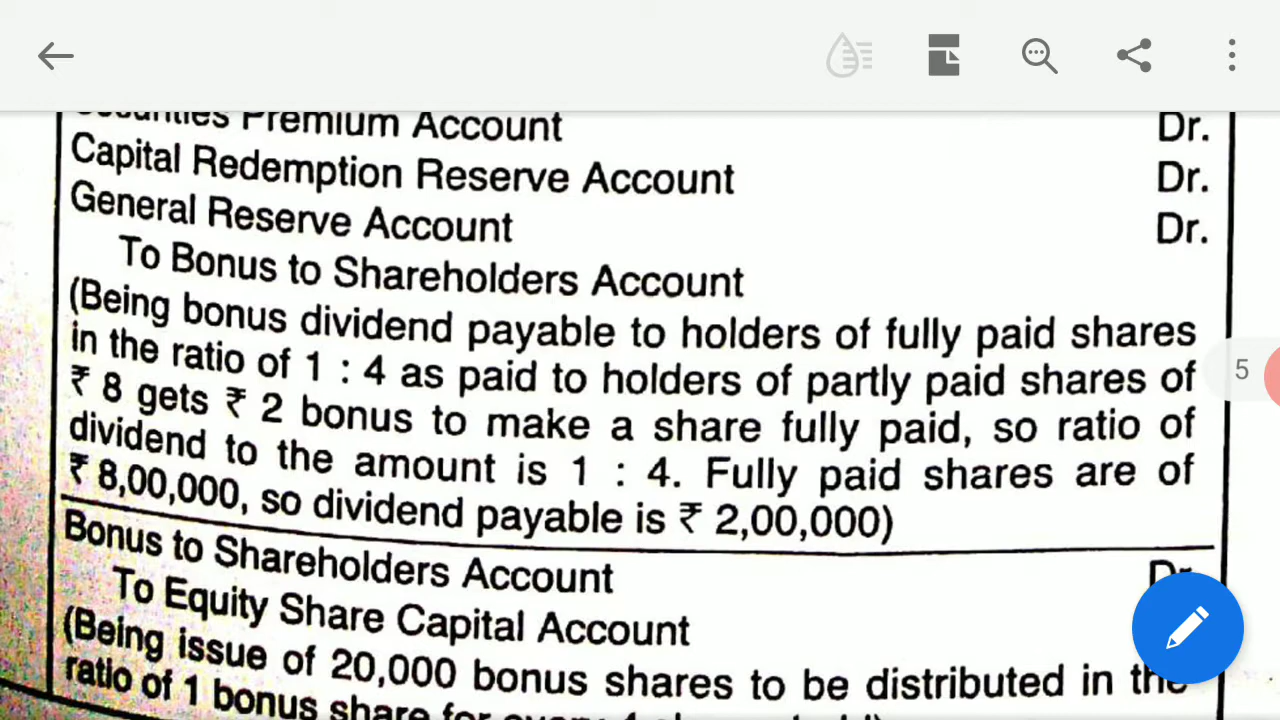 Securities Premium Account Dr.
Capital Redemption Reserve Account Dr.
General Reserve Account Dr.
To Bonus to Shareholders Account
(Being bonus dividend payable to holders of fully paid shares
in the ratio of 1 : 4 as paid to holders of partly paid shares of
₹ 8 gets ₹ 2 bonus to make a share fully paid, so ratio of
dividend to the amount is 1 : 4. Fully paid shares are of
₹ 8,00,000, so dividend payable is ₹ 2,00,000)
5
Bonus to Shareholders Account Dr.
To Equity Share Capital Account
(Being issue of 20,000 bonus shares to be distributed in the
ratio of 1 bonus share for every 4